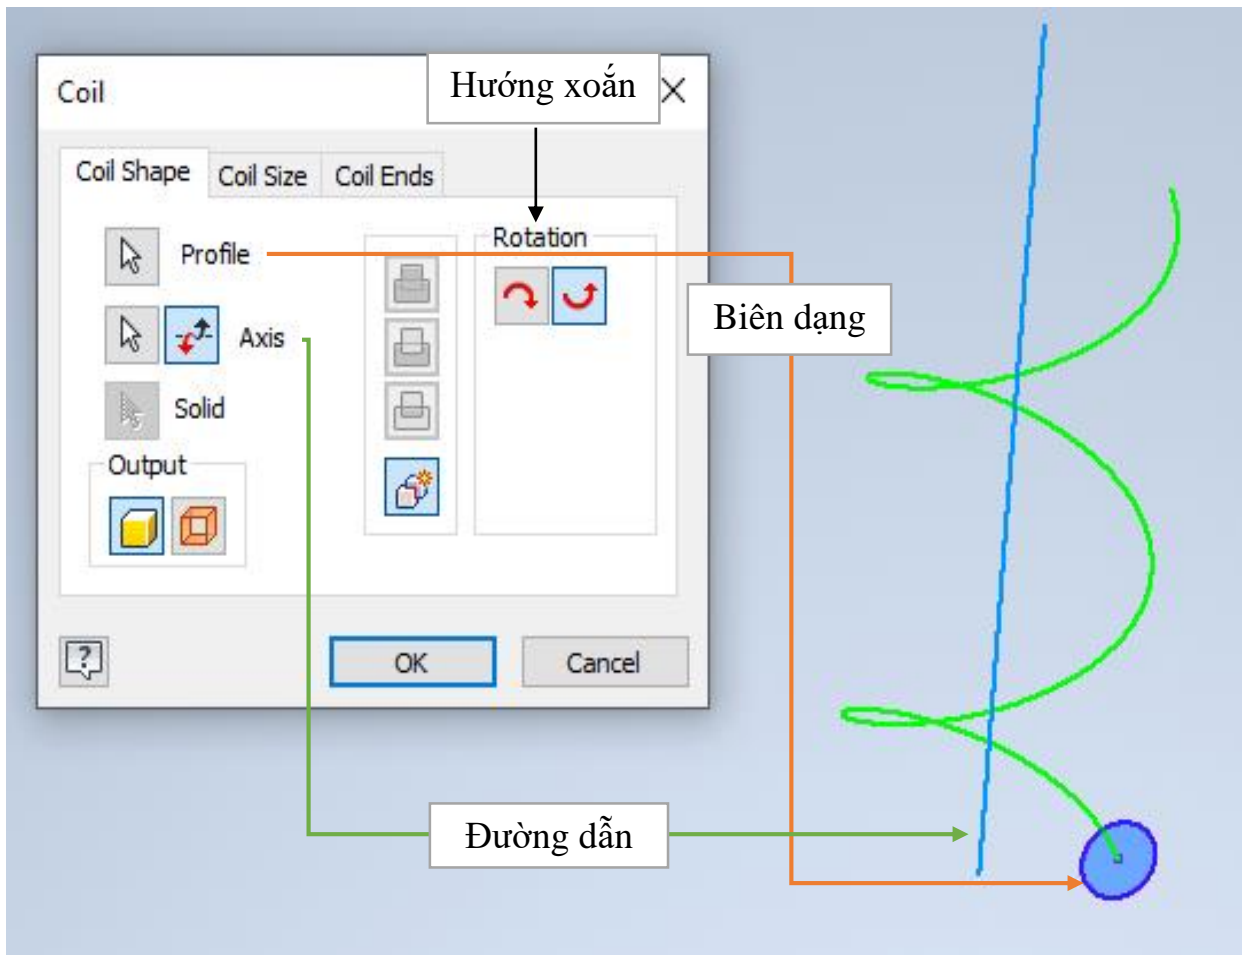 Coil
Hướng xoắn
Coil Shape
Coil Size
Coil Ends
Profile
Rotation
Biên dạng
Axis
Solid
Output
?
OK
Cancel
Đường dẫn